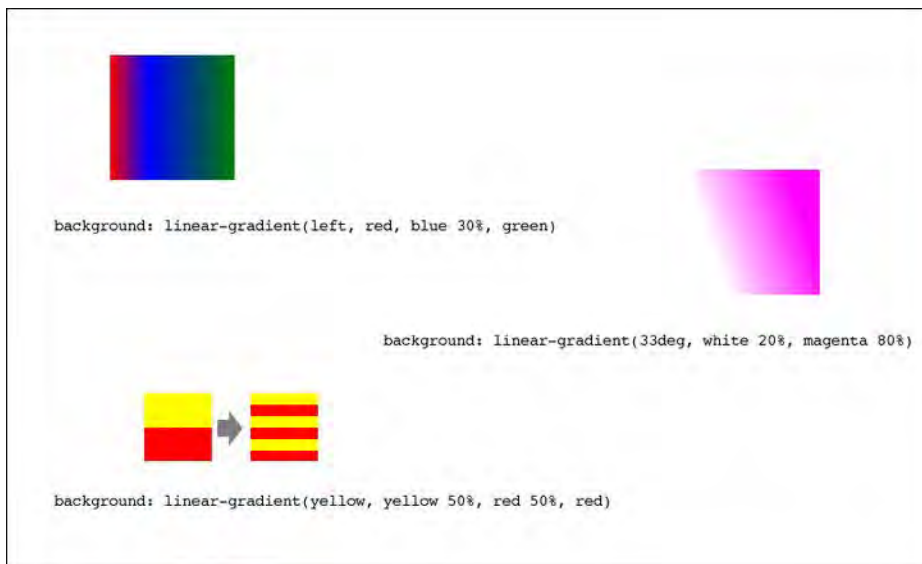 background: linear-gradient(left, red, blue 30%, green)
background: linear-gradient(33deg, white 20%, magenta 80%)
background: linear-gradient(yellow, yellow 50%, red 50%, red)